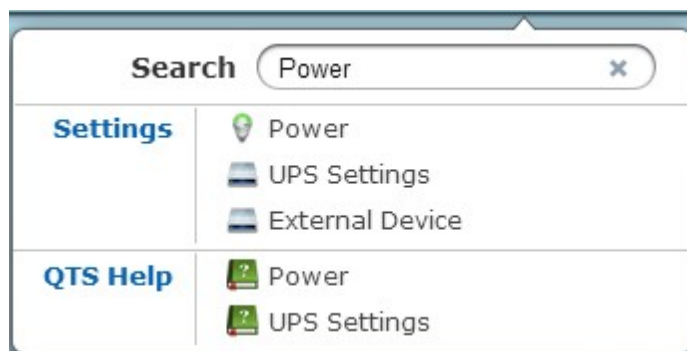 Search Power
Settings Power
UPS Settings
External Device
QTS Help Power
UPS Settings